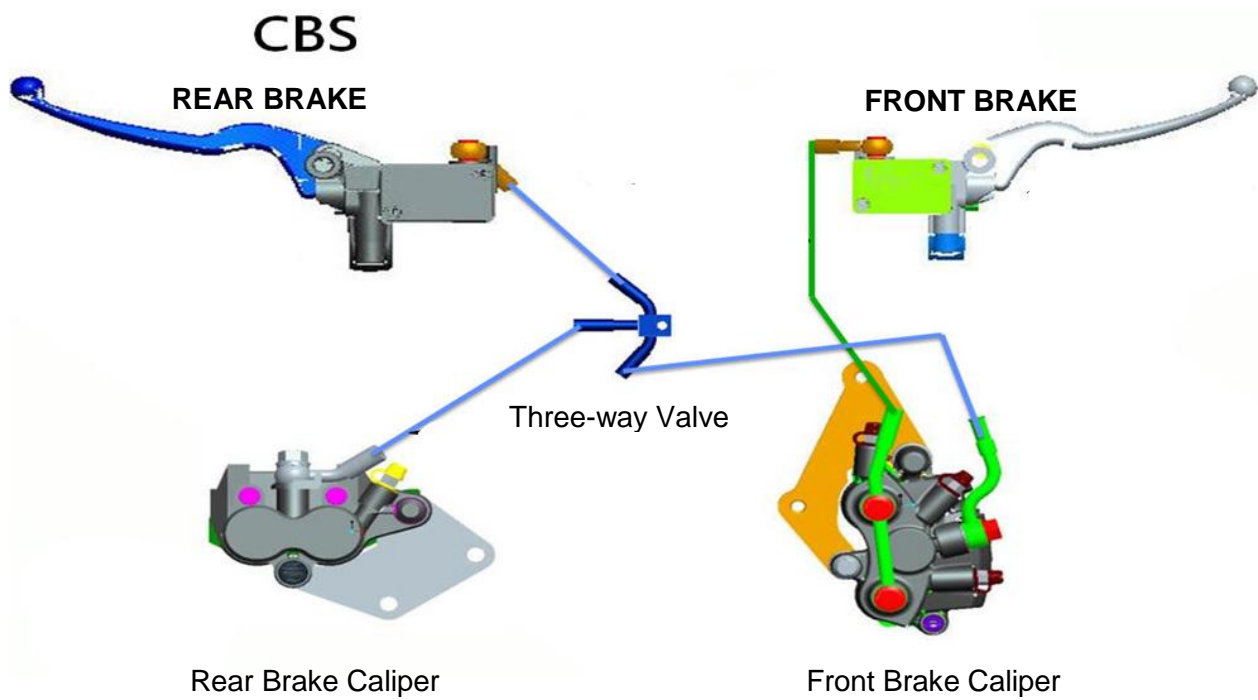 CBS
REAR BRAKE
FRONT BRAKE
Three-way Valve
Rear Brake Caliper
Front Brake Caliper